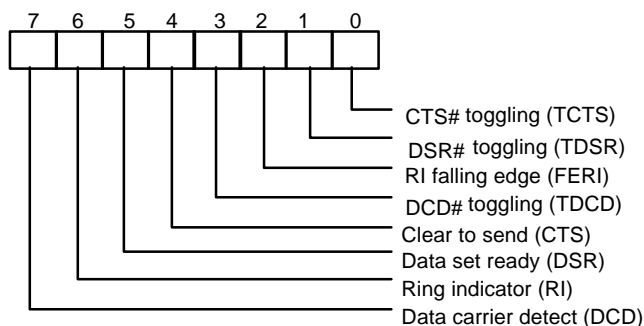 7 6 5 4 3 2 1 0
CTS# toggling (TCTS)
DSR# toggling (TDSR)
RI falling edge (FERI)
DCD# toggling (TDCD)
Clear to send (CTS)
Data set ready (DSR)
Ring indicator (RI)
Data carrier detect (DCD)